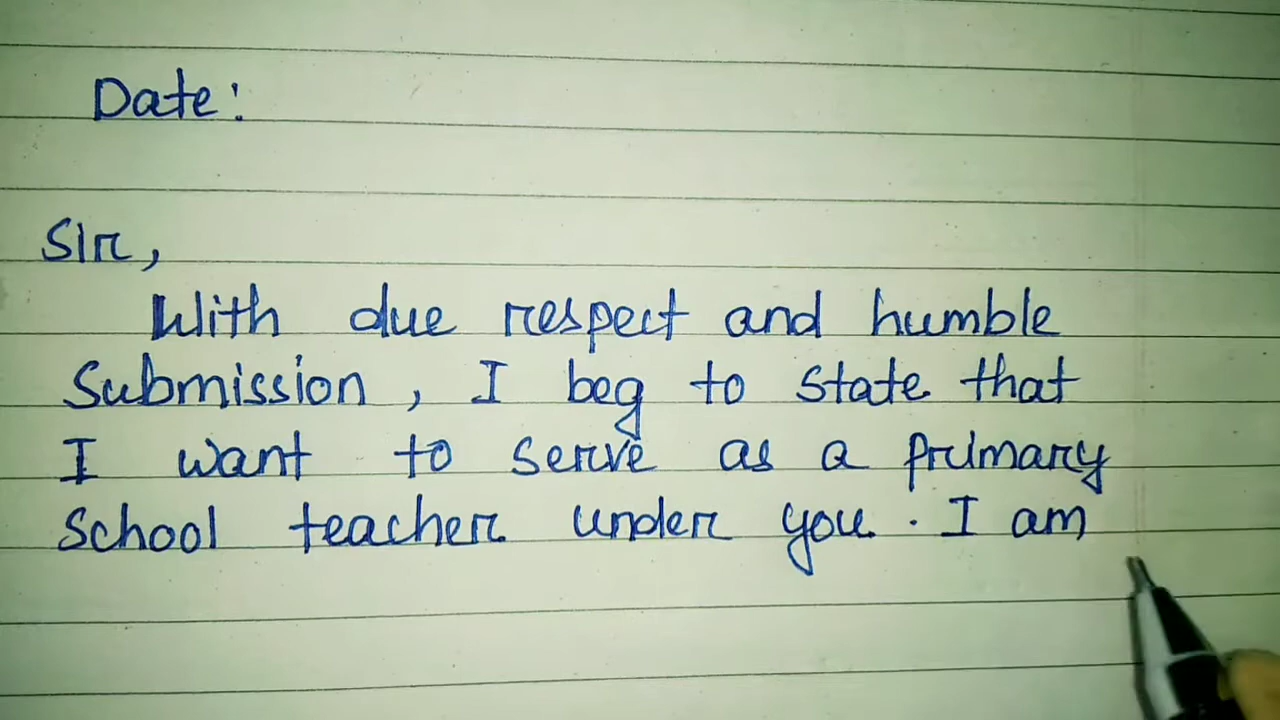 Date:
Sir,
With due respect and humble
Submission, I beg to state that
I want to serve as a primary
School teacher under you. I am